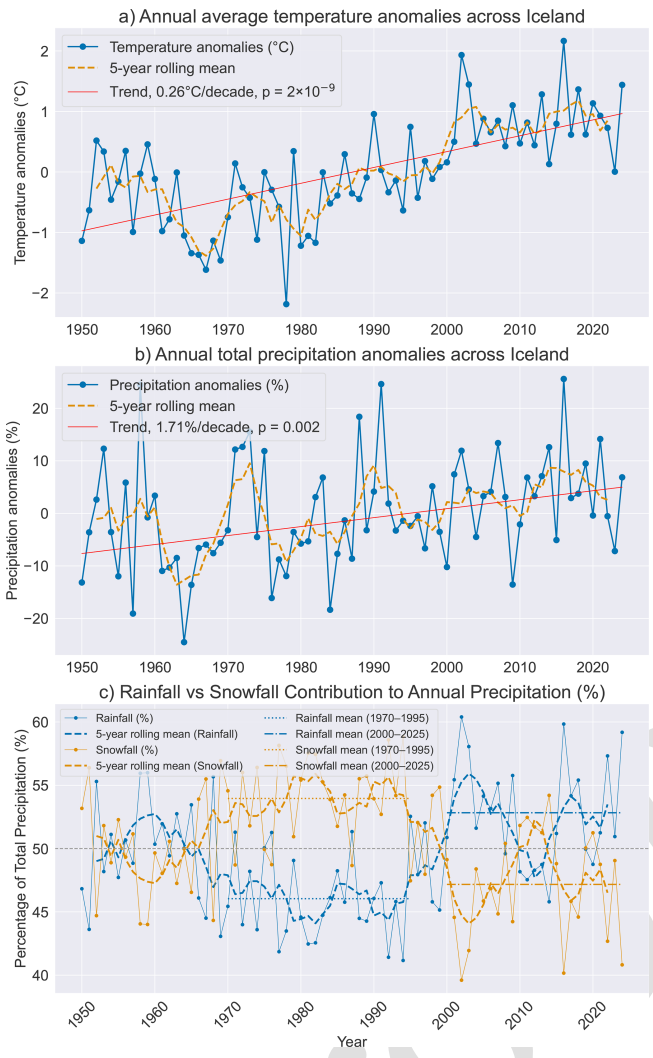 a) Annual average temperature anomalies across Iceland
Temperature anomalies (°C)
5-year rolling mean
Trend, 0.26°C/decade, p = 2×10⁻⁹
Temperature anomalies (°C)
2
1
0
−1
−2
1950 1960 1970 1980 1990 2000 2010 2020
b) Annual total precipitation anomalies across Iceland
Precipitation anomalies (%)
5-year rolling mean
Trend, 1.71%/decade, p = 0.002
Precipitation anomalies (%)
20
10
0
−10
−20
1950 1960 1970 1980 1990 2000 2010 2020
c) Rainfall vs Snowfall Contribution to Annual Precipitation (%)
Rainfall (%)
5-year rolling mean (Rainfall)
Snowfall (%)
5-year rolling mean (Snowfall)
Rainfall mean (1970–1995)
Rainfall mean (2000–2025)
Snowfall mean (1970–1995)
Snowfall mean (2000–2025)
Percentage of Total Precipitation (%)
60
55
50
45
40
1950 1960 1970 1980 1990 2000 2010 2020
Year